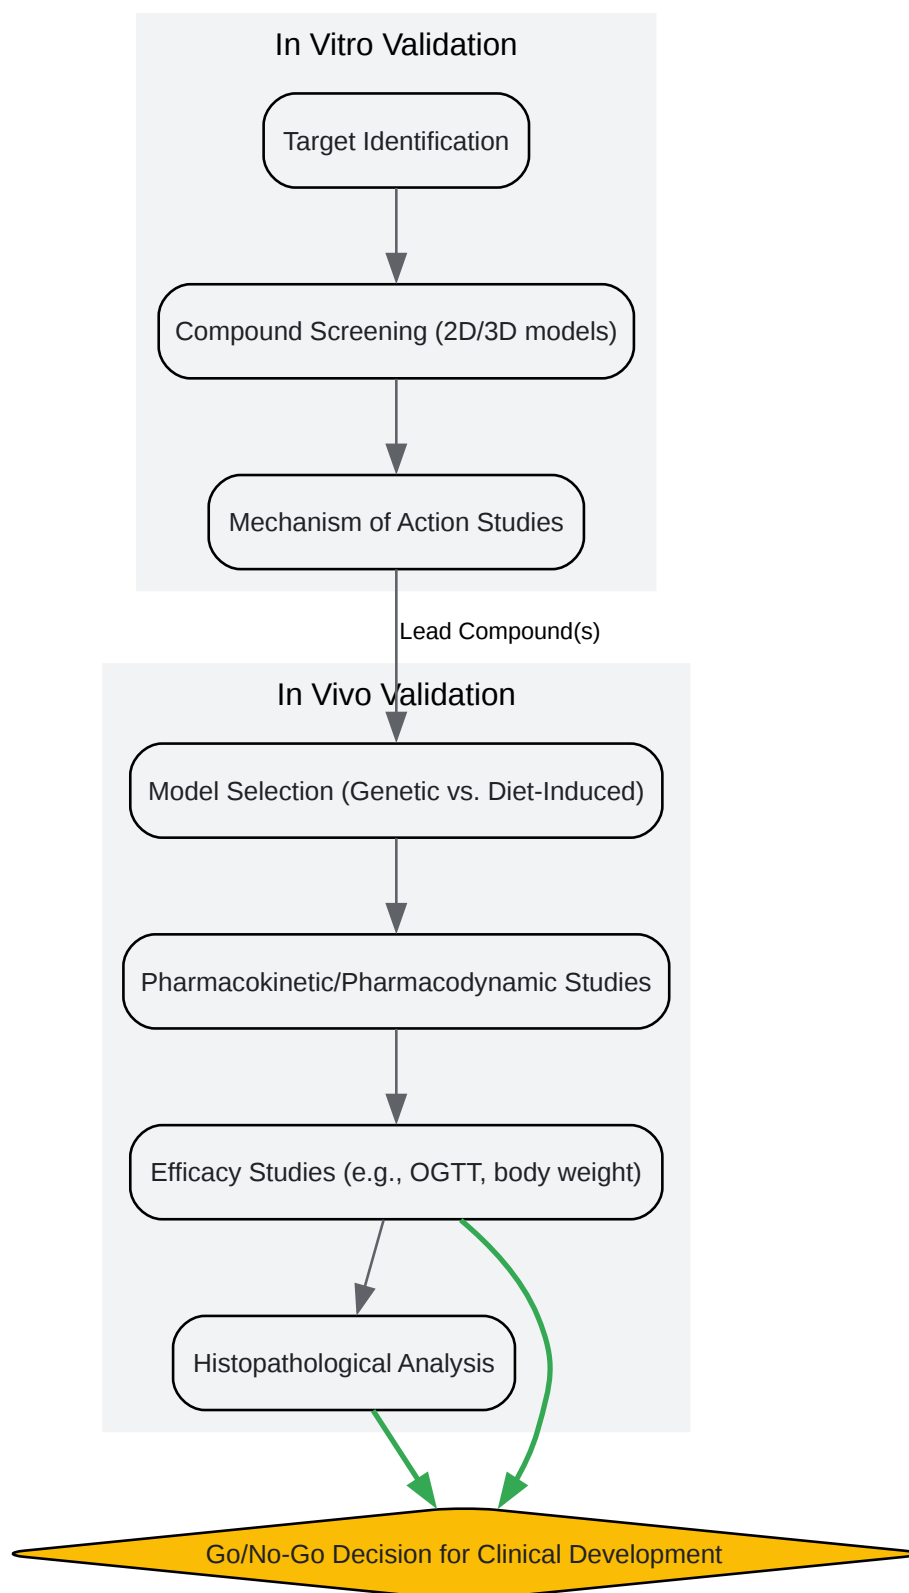 In Vitro Validation
Target Identification
Compound Screening (2D/3D models)
Mechanism of Action Studies
Lead Compound(s)
In Vivo Validation
Model Selection (Genetic vs. Diet-Induced)
Pharmacokinetic/Pharmacodynamic Studies
Efficacy Studies (e.g., OGTT, body weight)
Histopathological Analysis
Go/No-Go Decision for Clinical Development